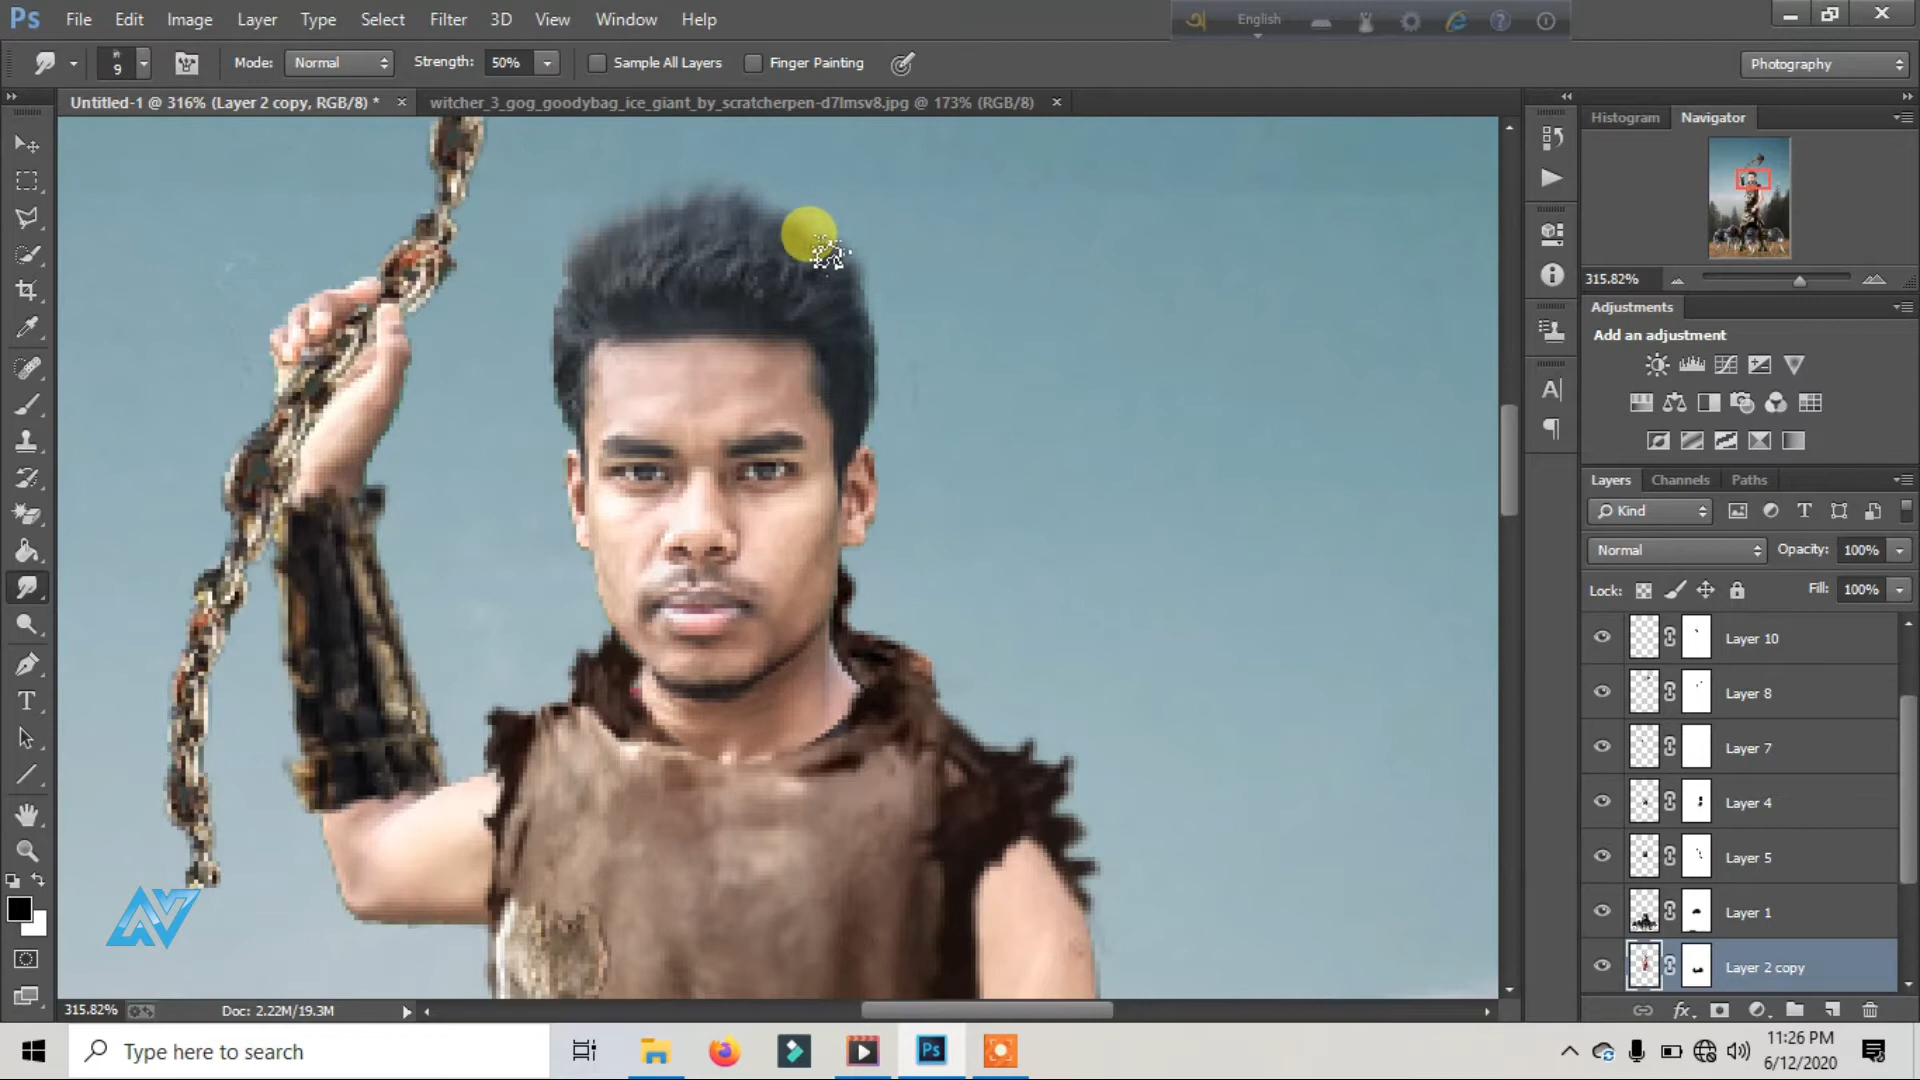 Ps File Edit Image Layer Type Select Filter 3D View Window Help
অ English
9 Mode: Normal Strength: 50% Sample All Layers Finger Painting Photography
Untitled-1 @ 316% (Layer 2 copy, RGB/8) * × witcher_3_gog_goodybag_ice_giant_by_scratcherpen-d7lmsv8.jpg @ 173% (RGB/8) ×
Histogram Navigator
315.82%
Adjustments
Add an adjustment
Layers Channels Paths
Kind
Normal Opacity: 100%
Lock: Fill: 100%
Layer 10
Layer 8
Layer 7
Layer 4
Layer 5
Layer 1
Layer 2 copy
AV
315.82% Doc: 2.22M/19.3M
Type here to search
Ps
11:26 PM
6/12/2020